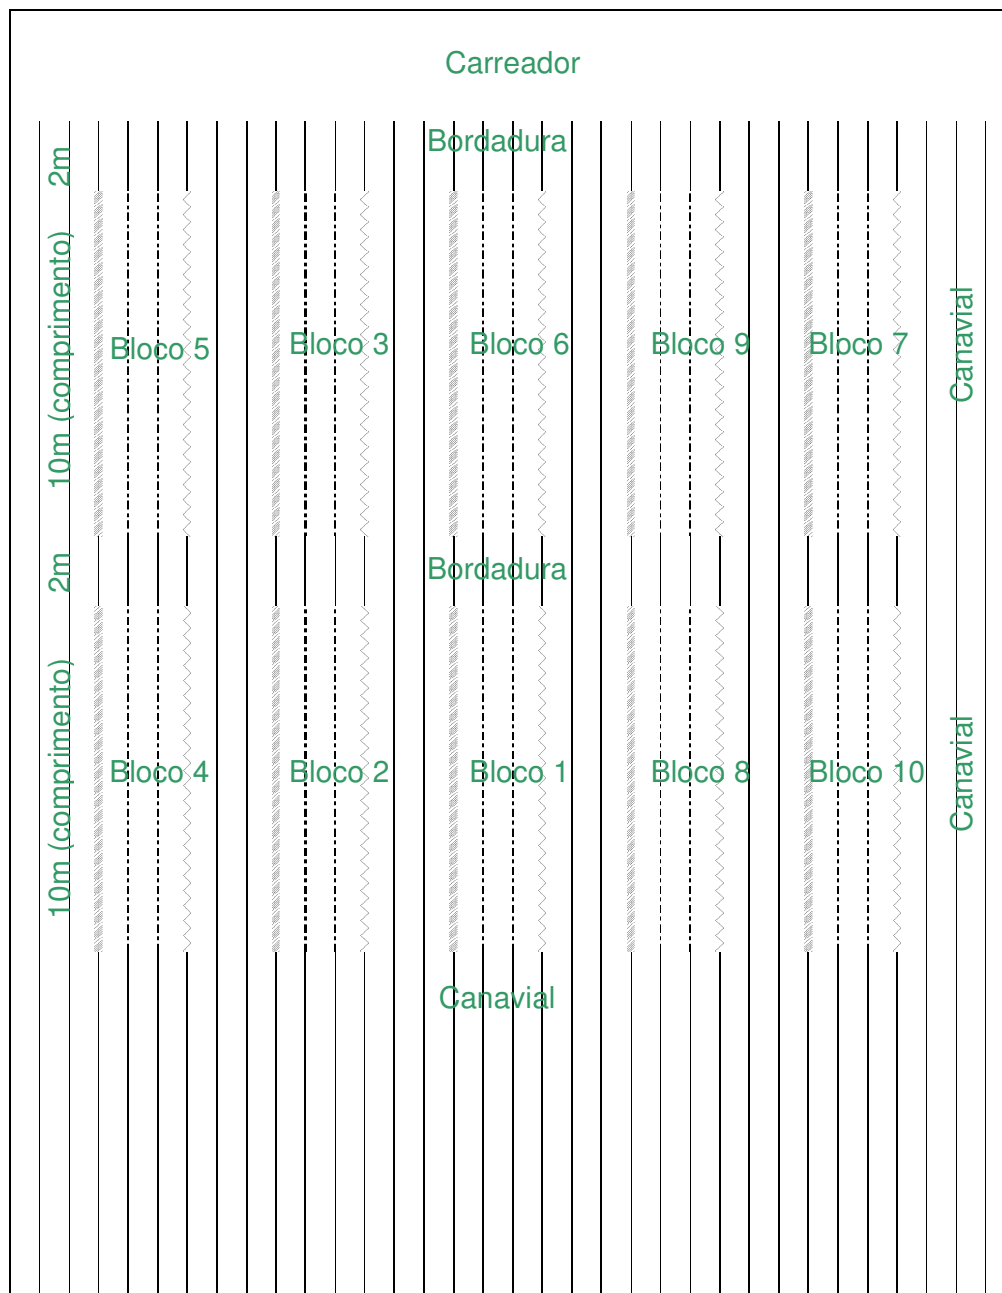 Carreador
Bordadura
2m
10m (comprimento)
Bloco 5
Bloco 3
Bloco 6
Bloco 9
Bloco 7
Canavial
2m
Bordadura
10m (comprimento)
Bloco 4
Bloco 2
Bloco 1
Bloco 8
Bloco 10
Canavial
Canavial